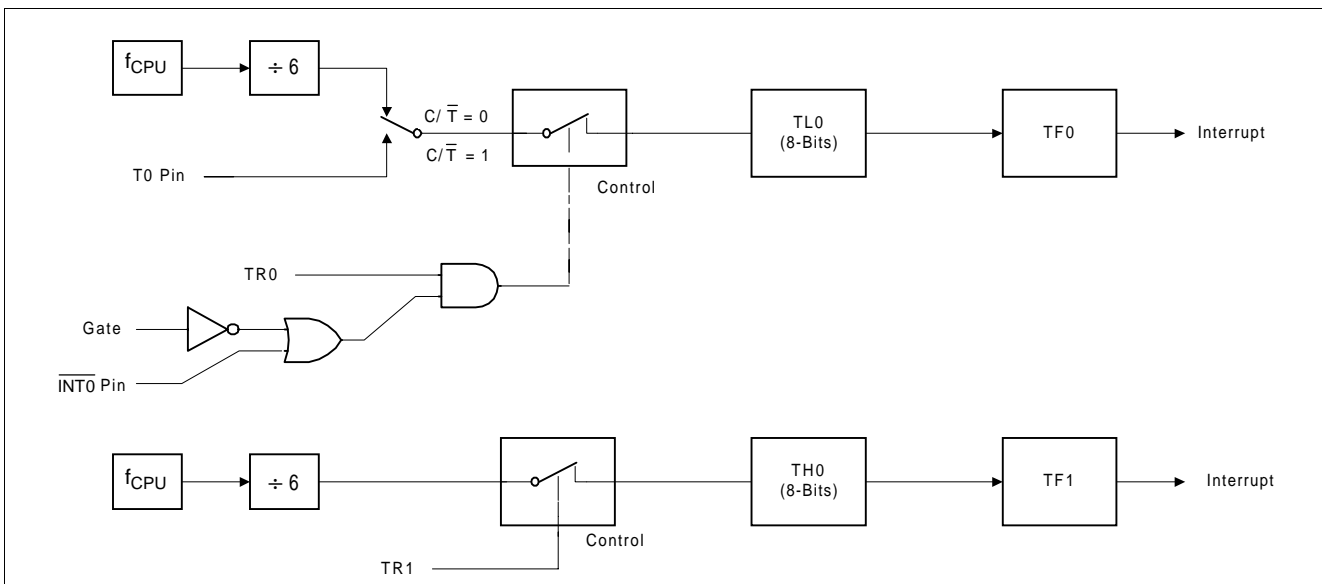 fCPU
÷ 6
C/T̅ = 0
C/T̅ = 1
T0 Pin
Control
TL0
(8-Bits)
TF0
Interrupt
TR0
Gate
I̅N̅T̅0̅ Pin
fCPU
÷ 6
Control
TR1
TH0
(8-Bits)
TF1
Interrupt